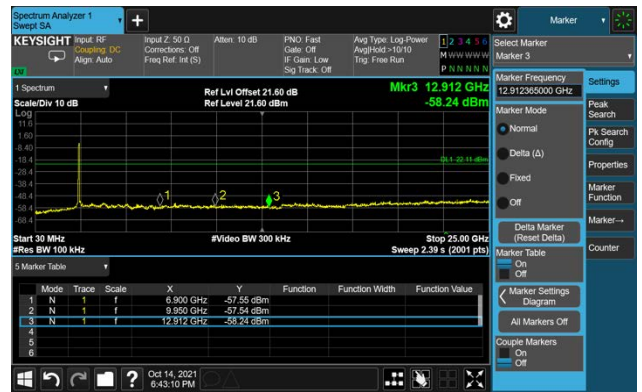 Spectrum Analyzer 1
Swept SA
Marker
KEYSIGHT
Input: RF
Coupling: DC
Align: Auto
Input Z: 50 Ω
Corrections: Off
Freq Ref: Int (S)
Atten: 10 dB
PNO: Fast
Gate: Off
IF Gain: Low
Sig Track: Off
Avg Type: Log-Power
Avg|Hold:>10/10
Trig: Free Run
1 2 3 4 5 6
M W W W W W
P N N N N N
Select Marker
Marker 3
1 Spectrum
Scale/Div 10 dB
Log
Ref Lvl Offset 21.60 dB
Ref Level 21.60 dBm
Mkr3 12.912 GHz
-58.24 dBm
11.6
1.60
-8.40
-18.4
-28.4
-38.4
-48.4
-58.4
-68.4
DL1 -22.41 dBm
1
2
3
Start 30 MHz
#Res BW 100 kHz
#Video BW 300 kHz
Stop 25.00 GHz
Sweep 2.39 s (2001 pts)
5 Marker Table
Mode Trace Scale X Y Function Function Width Function Value
1 N 1 f 6.900 GHz -57.55 dBm
2 N 1 f 9.950 GHz -57.54 dBm
3 N 1 f 12.912 GHz -58.24 dBm
4
5
6
Marker Frequency
12.912365000 GHz
Marker Mode
Normal
Delta (Δ)
Fixed
Off
Delta Marker
(Reset Delta)
Marker Table
On
Off
Marker Settings
Diagram
All Markers Off
Couple Markers
On
Off
Settings
Peak
Search
Pk Search
Config
Properties
Marker
Function
Marker→
Counter
Oct 14, 2021
6:43:10 PM